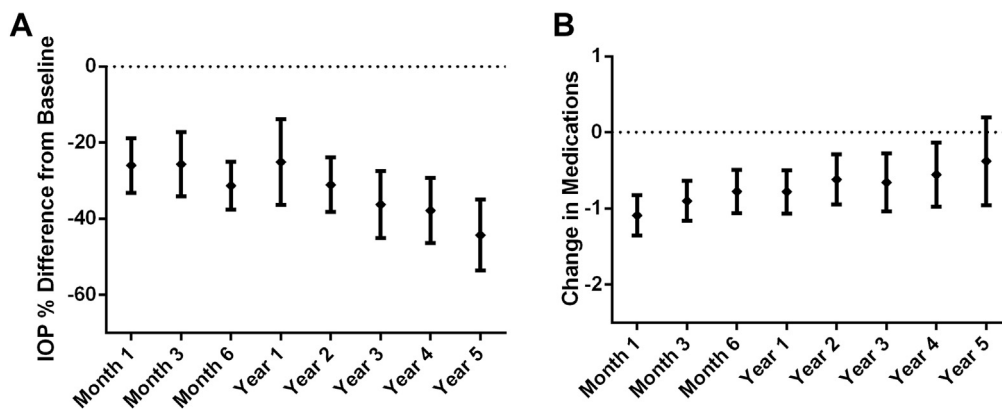 A
IOP % Difference from Baseline
0
-20
-40
-60
Month 1
Month 3
Month 6
Year 1
Year 2
Year 3
Year 4
Year 5
B
Change in Medications
1
0
-1
-2
Month 1
Month 3
Month 6
Year 1
Year 2
Year 3
Year 4
Year 5